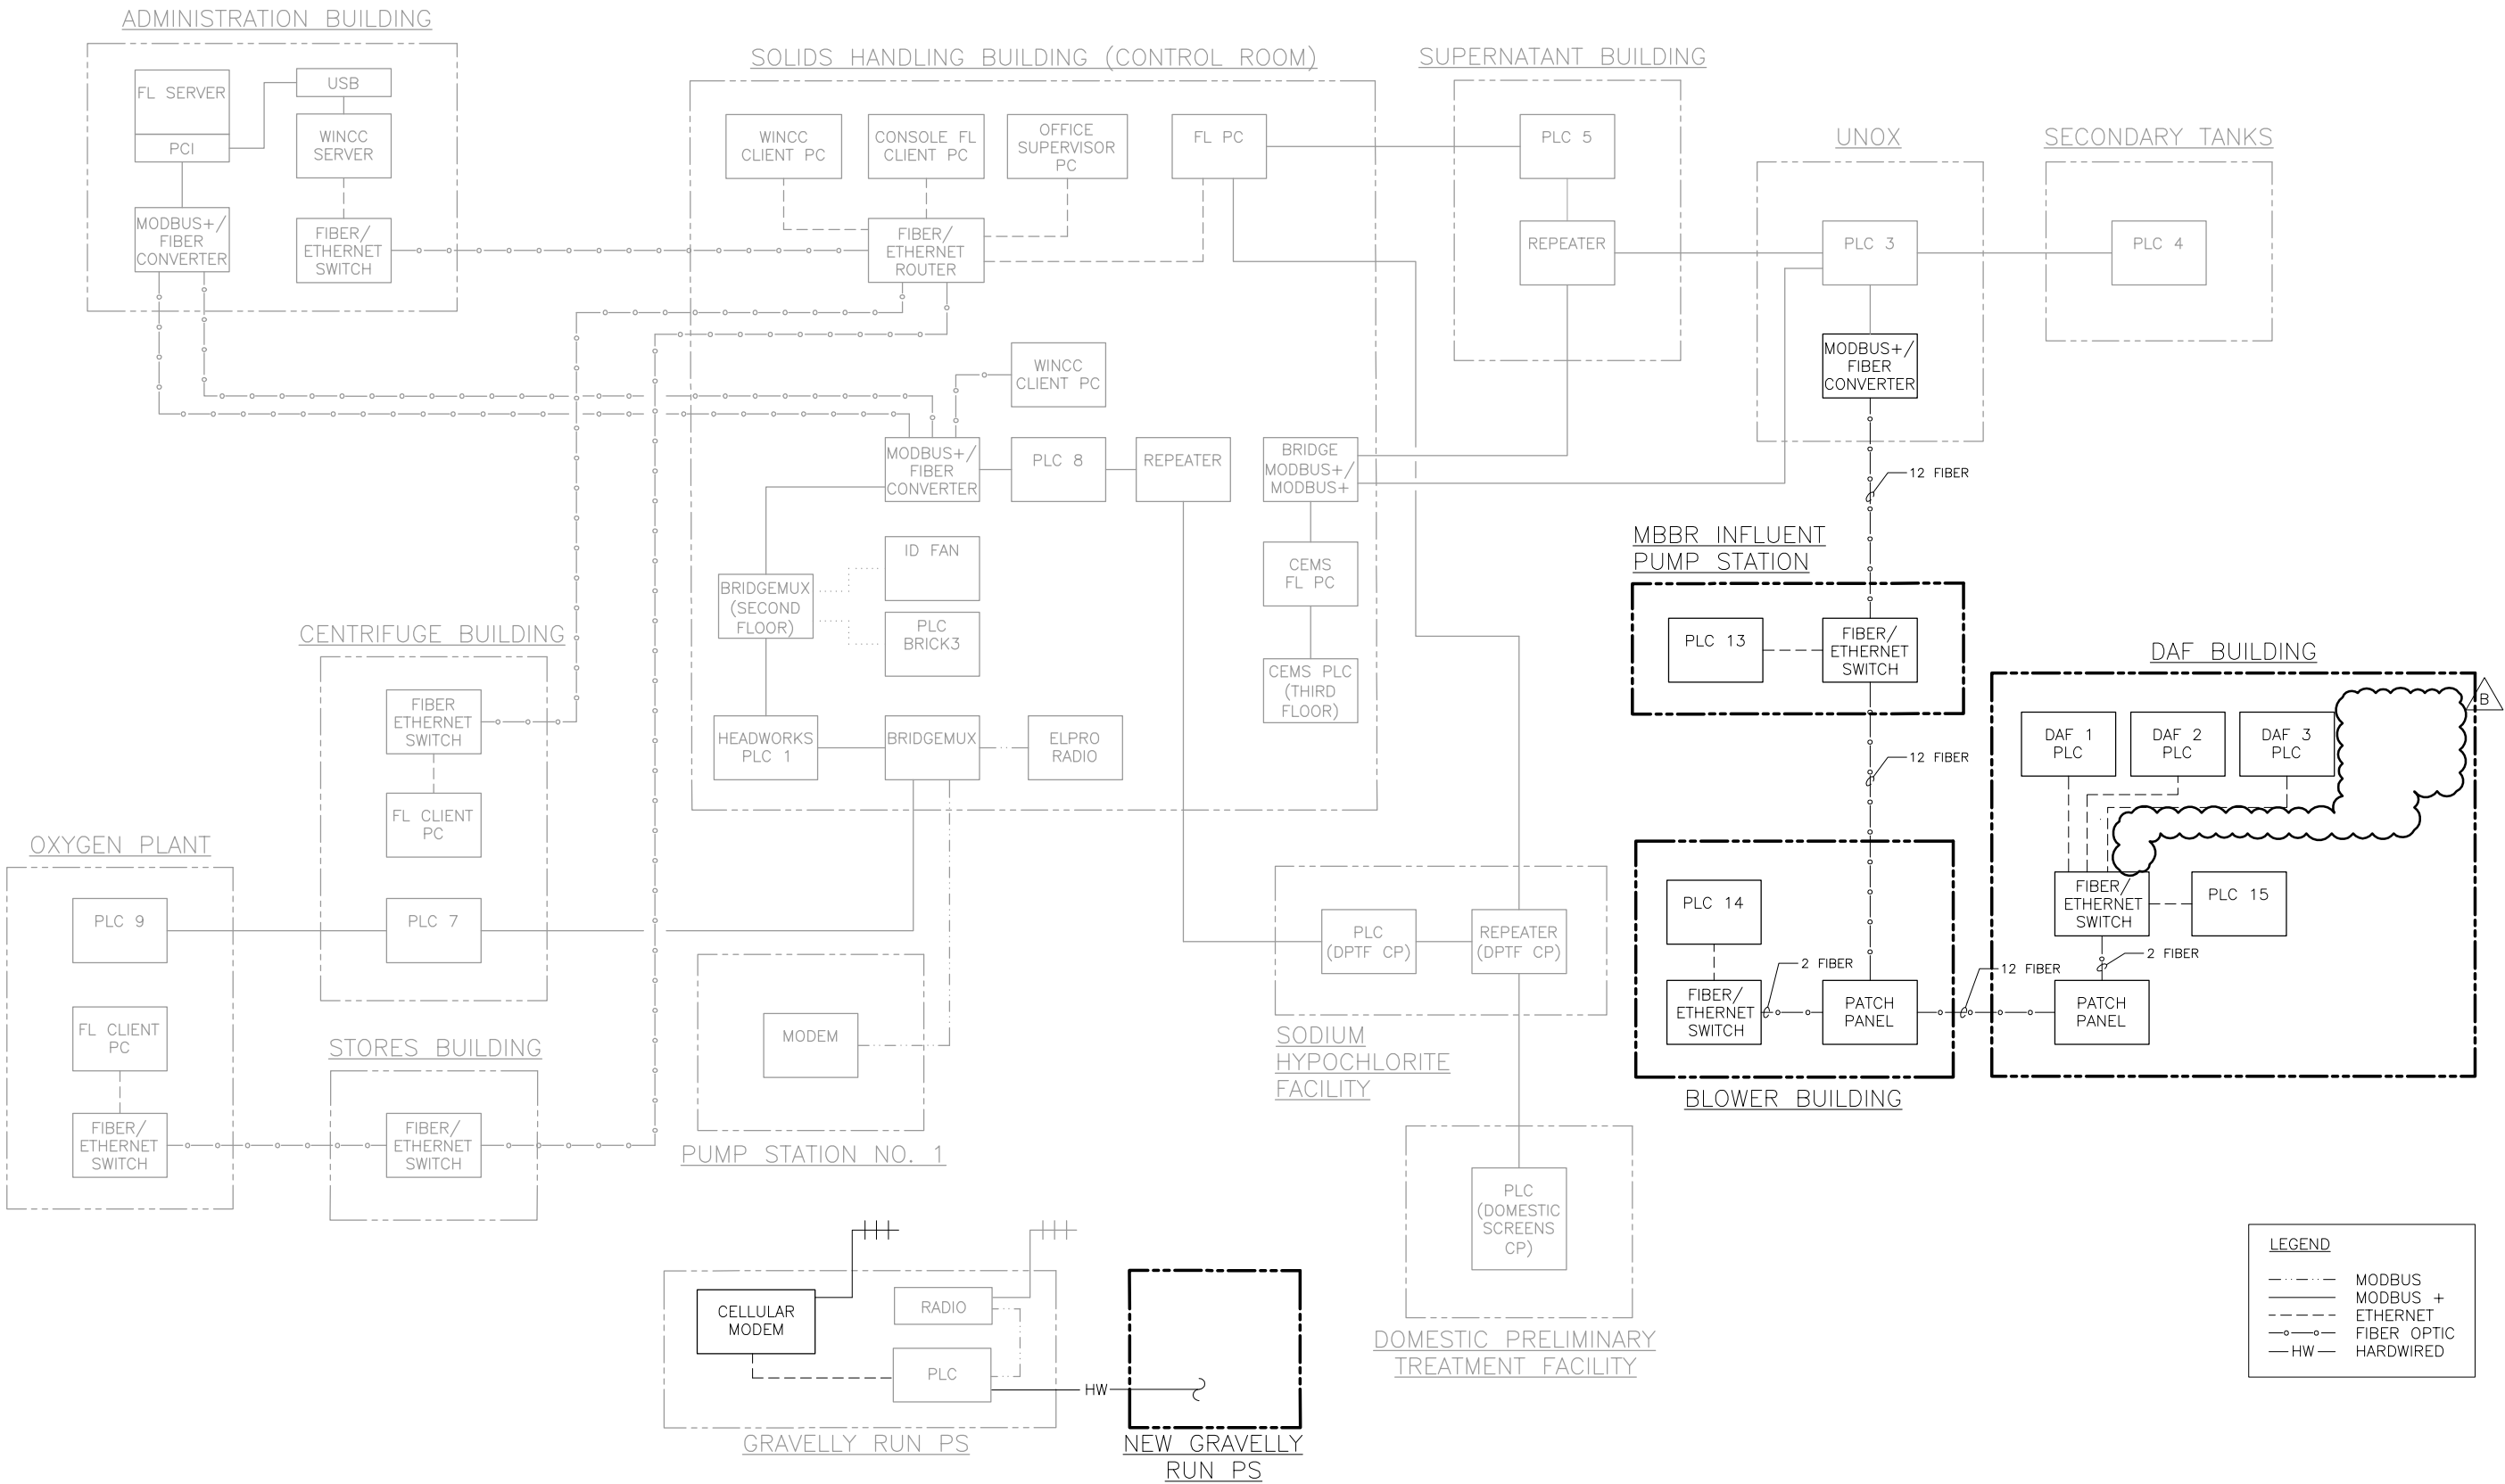 ADMINISTRATION BUILDING
FL SERVER
PCI
USB
WINCC
SERVER
MODBUS+/
FIBER
CONVERTER
FIBER/
ETHERNET
SWITCH
SOLIDS HANDLING BUILDING (CONTROL ROOM)
WINCC
CLIENT PC
CONSOLE FL
CLIENT PC
OFFICE
SUPERVISOR
PC
FL PC
FIBER/
ETHERNET
ROUTER
WINCC
CLIENT PC
MODBUS+/
FIBER
CONVERTER
PLC 8
REPEATER
BRIDGE
MODBUS+/
MODBUS+
ID FAN
BRIDGEMUX
(SECOND
FLOOR)
PLC
BRICK3
CEMS
FL PC
CEMS PLC
(THIRD
FLOOR)
HEADWORKS
PLC 1
BRIDGEMUX
ELPRO
RADIO
SUPERNATANT BUILDING
PLC 5
REPEATER
UNOX
PLC 3
MODBUS+/
FIBER
CONVERTER
SECONDARY TANKS
PLC 4
12 FIBER
MBBR INFLUENT
PUMP STATION
PLC 13
FIBER/
ETHERNET
SWITCH
12 FIBER
CENTRIFUGE BUILDING
FIBER
ETHERNET
SWITCH
FL CLIENT
PC
PLC 7
OXYGEN PLANT
PLC 9
FL CLIENT
PC
FIBER/
ETHERNET
SWITCH
STORES BUILDING
FIBER/
ETHERNET
SWITCH
MODEM
PUMP STATION NO. 1
PLC
(DPTF CP)
REPEATER
(DPTF CP)
SODIUM
HYPOCHLORITE
FACILITY
PLC 14
FIBER/
ETHERNET
SWITCH
2 FIBER
PATCH
PANEL
12 FIBER
BLOWER BUILDING
DAF BUILDING
B
DAF 1
PLC
DAF 2
PLC
DAF 3
PLC
FIBER/
ETHERNET
SWITCH
PLC 15
2 FIBER
PATCH
PANEL
PLC
(DOMESTIC
SCREENS
CP)
DOMESTIC PRELIMINARY
TREATMENT FACILITY
CELLULAR
MODEM
RADIO
PLC
HW
GRAVELLY RUN PS
NEW GRAVELLY
RUN PS
LEGEND
MODBUS
MODBUS +
ETHERNET
FIBER OPTIC
HW HARDWIRED